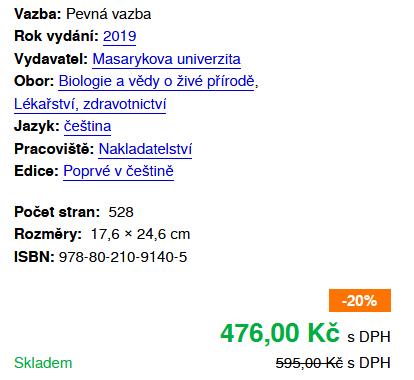 Vazba: Pevná vazba
Rok vydání: 2019
Vydavatel: Masarykova univerzita
Obor: Biologie a vědy o živé přírodě,
Lékařství, zdravotnictví
Jazyk: čeština
Pracoviště: Nakladatelství
Edice: Poprvé v češtině
Počet stran: 528
Rozměry: 17,6 × 24,6 cm
ISBN: 978-80-210-9140-5
-20%
476,00 Kč s DPH
Skladem 595,00 Kč s DPH